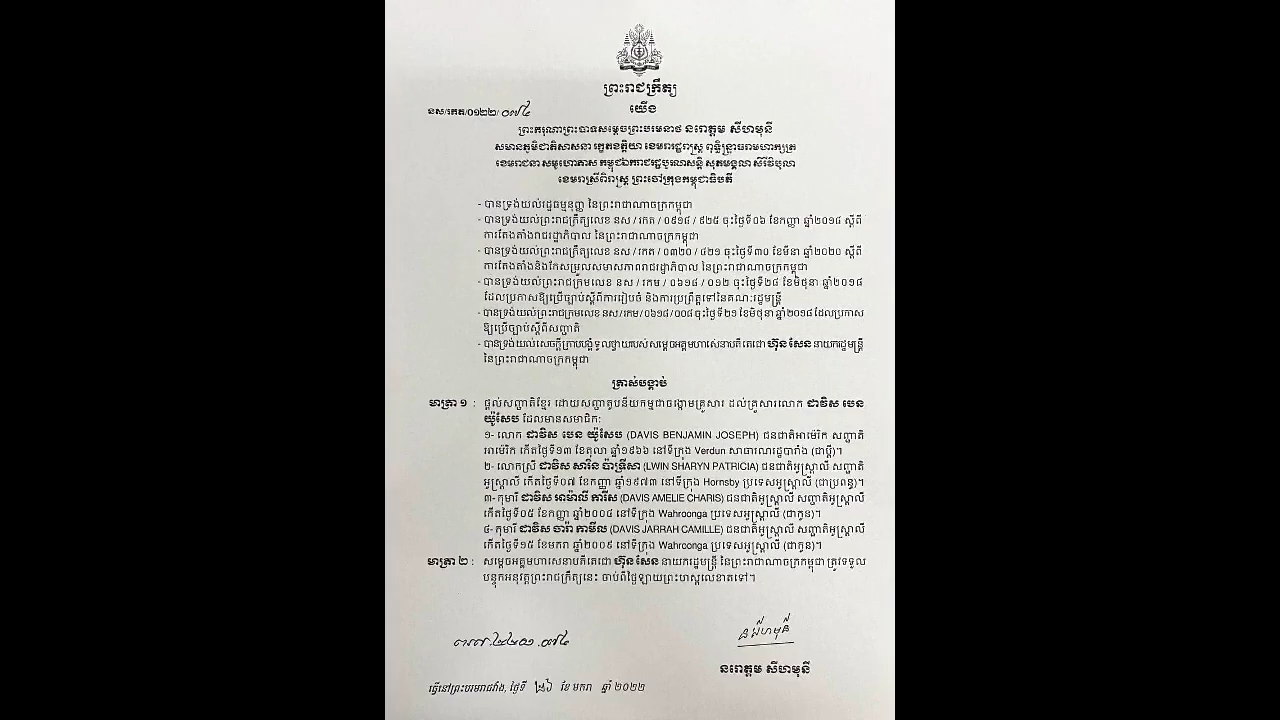 ព្រះរាជក្រឹត្យ
នស/រកត/០១២២/ ០៧៤
យើង
ព្រះករុណាព្រះបាទសម្តេចព្រះបរមនាថ នរោត្តម សីហមុនី
សមានភូមិជាតិសាសនា រក្ខតខត្តិយា ខេមរារដ្ឋរាស្ត្រ ពុទ្ធិន្ទ្រាធរាមហាក្សត្រ
ខេមរាជនា សមូហោភាស កម្ពុជឯករាជរដ្ឋបូរណសន្តិ សុភមង្គលា សិរីវិបុលា
ខេមរាស្រីពិរាស្ត្រ ព្រះចៅក្រុងកម្ពុជាធិបតី
- បានទ្រង់យល់រដ្ឋធម្មនុញ្ញ នៃព្រះរាជាណាចក្រកម្ពុជា
- បានទ្រង់យល់ព្រះរាជក្រឹត្យលេខ នស / រកត / ០៩១៨ / ៩២៥ ចុះថ្ងៃទី០៦ ខែកញ្ញា ឆ្នាំ២០១៨ ស្តីពី
ការតែងតាំងរាជរដ្ឋាភិបាល នៃព្រះរាជាណាចក្រកម្ពុជា
- បានទ្រង់យល់ព្រះរាជក្រឹត្យលេខ នស / រកត / ០៣២០ / ៤២១ ចុះថ្ងៃទី៣០ ខែមីនា ឆ្នាំ២០២០ ស្តីពី
ការតែងតាំងនិងកែសម្រួលសមាសភាពរាជរដ្ឋាភិបាល នៃព្រះរាជាណាចក្រកម្ពុជា
- បានទ្រង់យល់ព្រះរាជក្រមលេខ នស / រកម / ០៦១៨ / ០១២ ចុះថ្ងៃទី២៨ ខែមិថុនា ឆ្នាំ២០១៨
ដែលប្រកាសឱ្យប្រើច្បាប់ស្តីពីការរៀបចំ និងការប្រព្រឹត្តទៅនៃគណៈរដ្ឋមន្ត្រី
- បានទ្រង់យល់ព្រះរាជក្រមលេខ នស/រកម/០៦១៨/០០៨ ចុះថ្ងៃទី២១ ខែមិថុនា ឆ្នាំ២០១៨ ដែលប្រកាស
ឱ្យប្រើច្បាប់ស្តីពីសញ្ជាតិ
- បានទ្រង់យល់សេចក្តីក្រាបបង្គំទូលថ្វាយរបស់សម្តេចអគ្គមហាសេនាបតីតេជោ ហ៊ុន សែន នាយករដ្ឋមន្ត្រី
នៃព្រះរាជាណាចក្រកម្ពុជា
ត្រាស់បង្គាប់
មាត្រា ១ : ផ្តល់សញ្ជាតិខ្មែរ ដោយសញ្ជាតូបនីយកម្មជាចង្កោមគ្រួសារ ដល់គ្រួសារលោក ដាវិស បេន
យ៉ូសែប ដែលមានសមាជិក:
១- លោក ដាវិស បេន យ៉ូសែប (DAVIS BENJAMIN JOSEPH) ជនជាតិអាម៉េរិក សញ្ជាតិ
អាម៉េរិក កើតថ្ងៃទី១៣ ខែតុលា ឆ្នាំ១៩៦៦ នៅទីក្រុង Verdun សាធារណរដ្ឋបារាំង (ជាប្តី)។
២- លោកស្រី ដាវិស សារិន ប៉ាទ្រីសា (LWIN SHARYN PATRICIA) ជនជាតិអូស្ត្រាលី សញ្ជាតិ
អូស្ត្រាលី កើតថ្ងៃទី០៧ ខែកញ្ញា ឆ្នាំ១៩៧៣ នៅទីក្រុង Hornsby ប្រទេសអូស្ត្រាលី (ជាប្រពន្ធ)។
៣- កុមារី ដាវិស អាម៉ាលី ការីស (DAVIS AMELIE CHARIS) ជនជាតិអូស្ត្រាលី សញ្ជាតិអូស្ត្រាលី
កើតថ្ងៃទី០៥ ខែកញ្ញា ឆ្នាំ២០០៤ នៅទីក្រុង Wahroonga ប្រទេសអូស្ត្រាលី (ជាកូន)។
៤- កុមារី ដាវិស ចារ៉ា កាមីល (DAVIS JARRAH CAMILLE) ជនជាតិអូស្ត្រាលី សញ្ជាតិអូស្ត្រាលី
កើតថ្ងៃទី១៥ ខែមករា ឆ្នាំ២០០៩ នៅទីក្រុង Wahroonga ប្រទេសអូស្ត្រាលី (ជាកូន)។
មាត្រា ២ : សម្តេចអគ្គមហាសេនាបតីតេជោ ហ៊ុន សែន នាយករដ្ឋមន្ត្រី នៃព្រះរាជាណាចក្រកម្ពុជា ត្រូវទទួល
បន្ទុកអនុវត្តព្រះរាជក្រឹត្យនេះ ចាប់ពីថ្ងៃឡាយព្រះហស្តលេខាតទៅ។
នរោត្តម សីហមុនី
ធ្វើនៅព្រះបរមរាជវាំង, ថ្ងៃទី ២៦ ខែ មករា ឆ្នាំ ២០២២